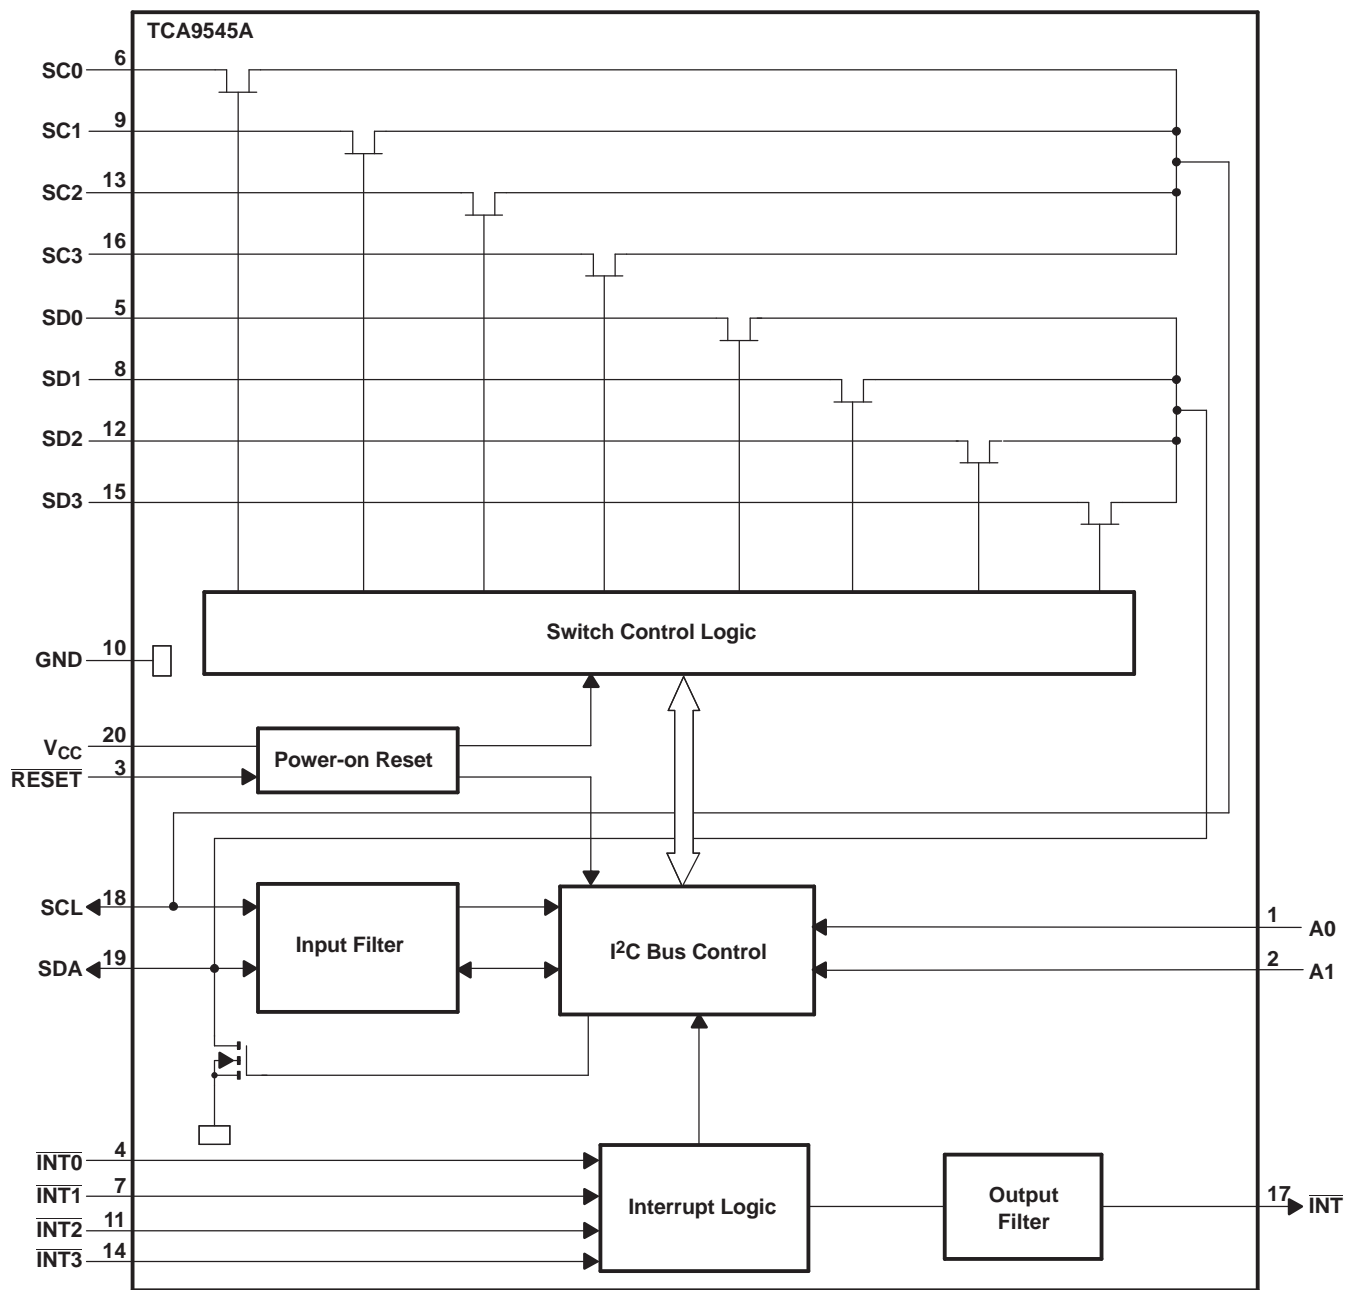 TCA9545A
SC0 6
SC1 9
SC2 13
SC3 16
SD0 5
SD1 8
SD2 12
SD3 15
Switch Control Logic
GND 10
VCC 20
RESET 3
Power-on Reset
SCL 18
SDA 19
Input Filter
I²C Bus Control
1 A0
2 A1
INT0 4
INT1 7
INT2 11
INT3 14
Interrupt Logic
Output
Filter
17 INT